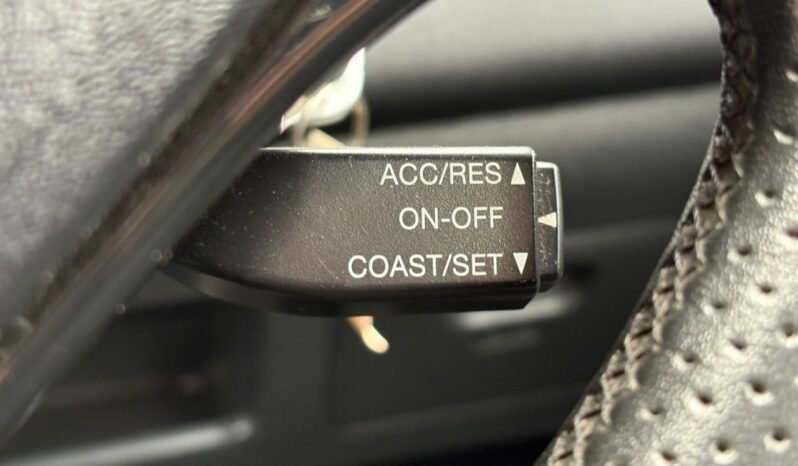 ACC/RES ▲
ON-OFF ◀
COAST/SET ▼